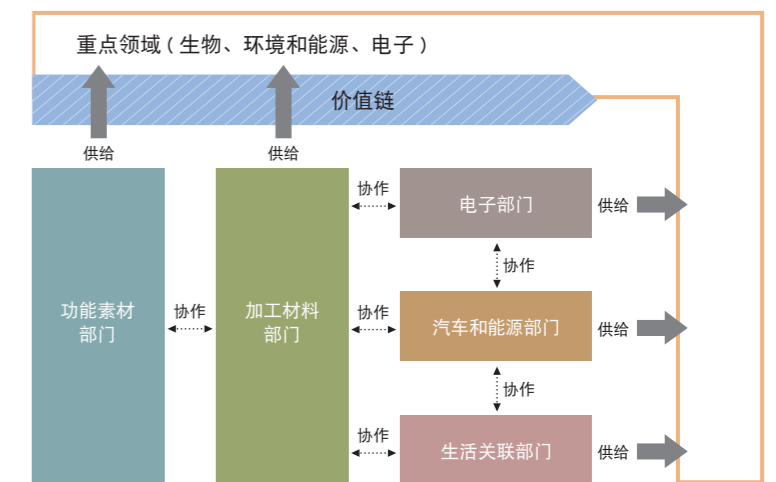 重点领域 ( 生物、环境和能源、电子 )
价值链
供给
供给
协作
电子部门
供给
协作
功能素材
部门
协作
加工材料
部门
协作
汽车和能源部门
供给
协作
协作
生活关联部门
供给